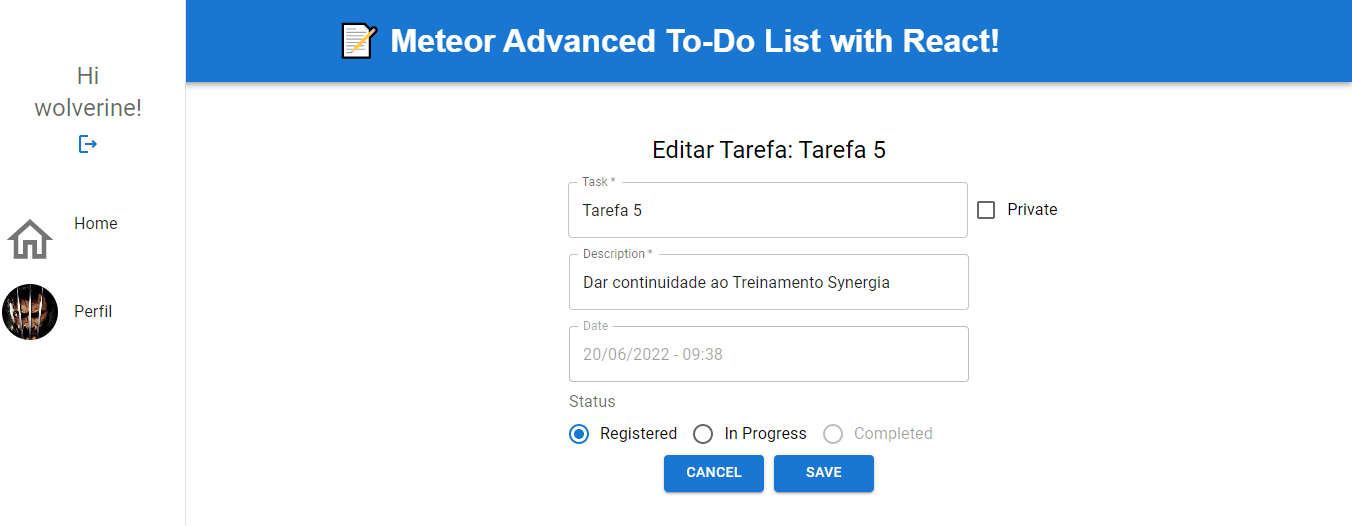 Meteor Advanced To-Do List with React!
Hi
wolverine!
Home
Perfil
Editar Tarefa: Tarefa 5
Task *
Tarefa 5
Private
Description *
Dar continuidade ao Treinamento Synergia
Date
20/06/2022 - 09:38
Status
Registered In Progress Completed
CANCEL SAVE